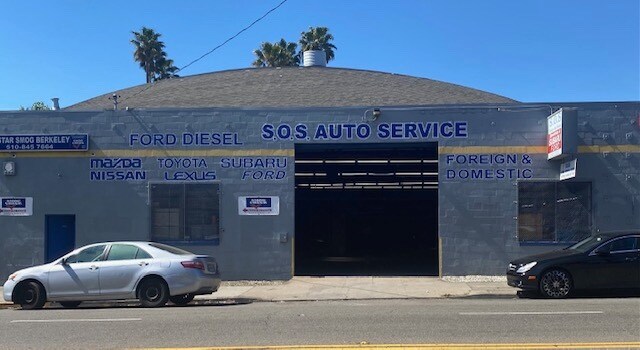 STAR SMOG BERKELEY
510-845-7664
FORD DIESEL
S.O.S. AUTO SERVICE
MAZDA TOYOTA SUBARU
NISSAN LEXUS FORD
FOREIGN &
DOMESTIC